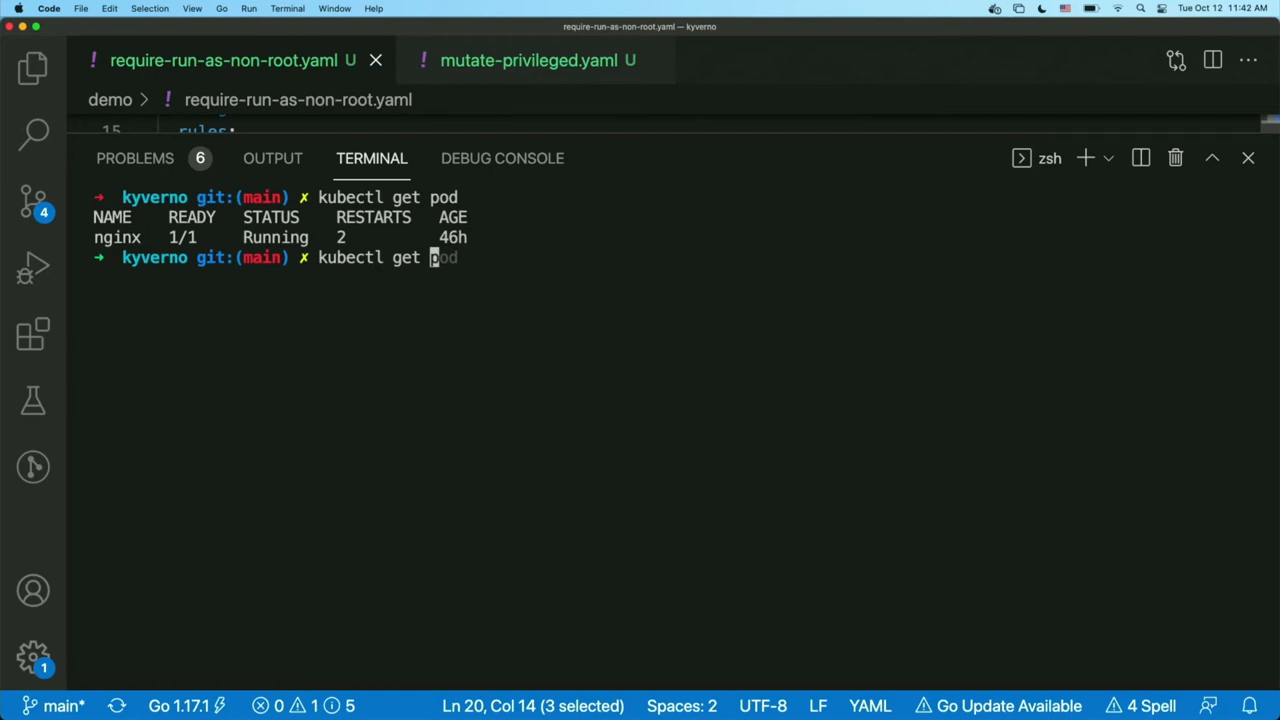 Code File Edit Selection View Go Run Terminal Window Help Tue Oct 12 11:42 AM
require-run-as-non-root.yaml — kyverno
! require-run-as-non-root.yaml U ! mutate-privileged.yaml U
demo > ! require-run-as-non-root.yaml
15 rules:
PROBLEMS 6 OUTPUT TERMINAL DEBUG CONSOLE zsh
➜ kyverno git:(main) ✗ kubectl get pod
NAME READY STATUS RESTARTS AGE
nginx 1/1 Running 2 46h
➜ kyverno git:(main) ✗ kubectl get pod
4
1
main* Go 1.17.1 0 1 5 Ln 20, Col 14 (3 selected) Spaces: 2 UTF-8 LF YAML Go Update Available 4 Spell